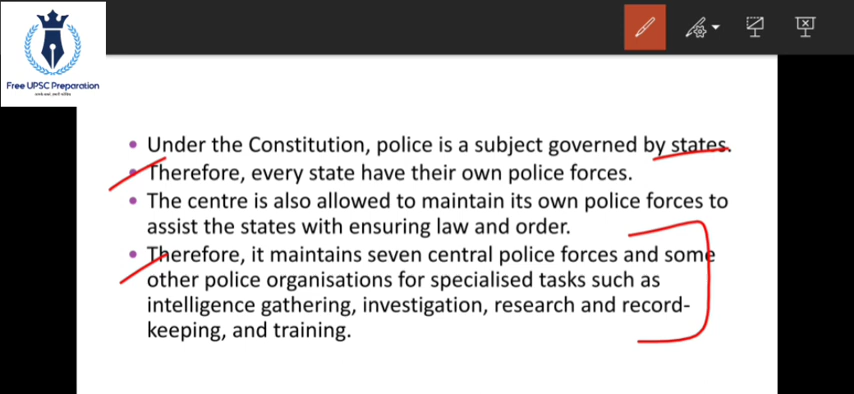 Free UPSC Preparation
• Under the Constitution, police is a subject governed by states.
• Therefore, every state have their own police forces.
• The centre is also allowed to maintain its own police forces to
assist the states with ensuring law and order.
• Therefore, it maintains seven central police forces and some
other police organisations for specialised tasks such as
intelligence gathering, investigation, research and record-
keeping, and training.